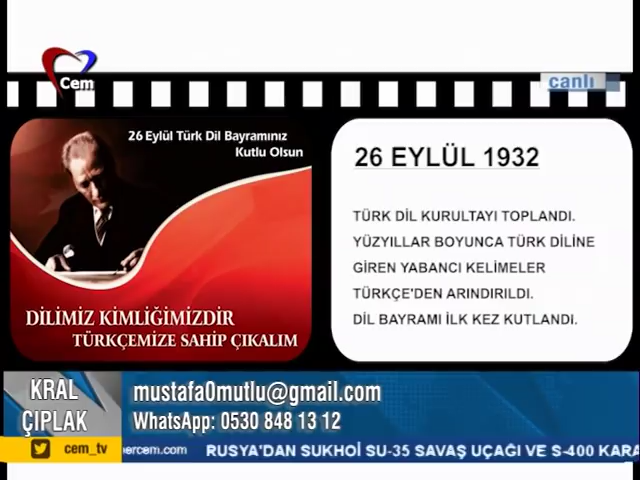 Cem
canlı
26 Eylül Türk Dil Bayramınız
Kutlu Olsun
DİLİMİZ KİMLİĞİMİZDİR
TÜRKÇEMİZE SAHİP ÇIKALIM
26 EYLÜL 1932
TÜRK DİL KURULTAYI TOPLANDI.
YÜZYILLAR BOYUNCA TÜRK DİLİNE
GİREN YABANCI KELİMELER
TÜRKÇE'DEN ARINDIRILDI.
DİL BAYRAMI İLK KEZ KUTLANDI.
KRAL
ÇIPLAK
mustafa0mutlu@gmail.com
WhatsApp: 0530 848 13 12
cem_tv
ercem.com
RUSYA'DAN SUKHOİ SU-35 SAVAŞ UÇAĞI VE S-400 KARA